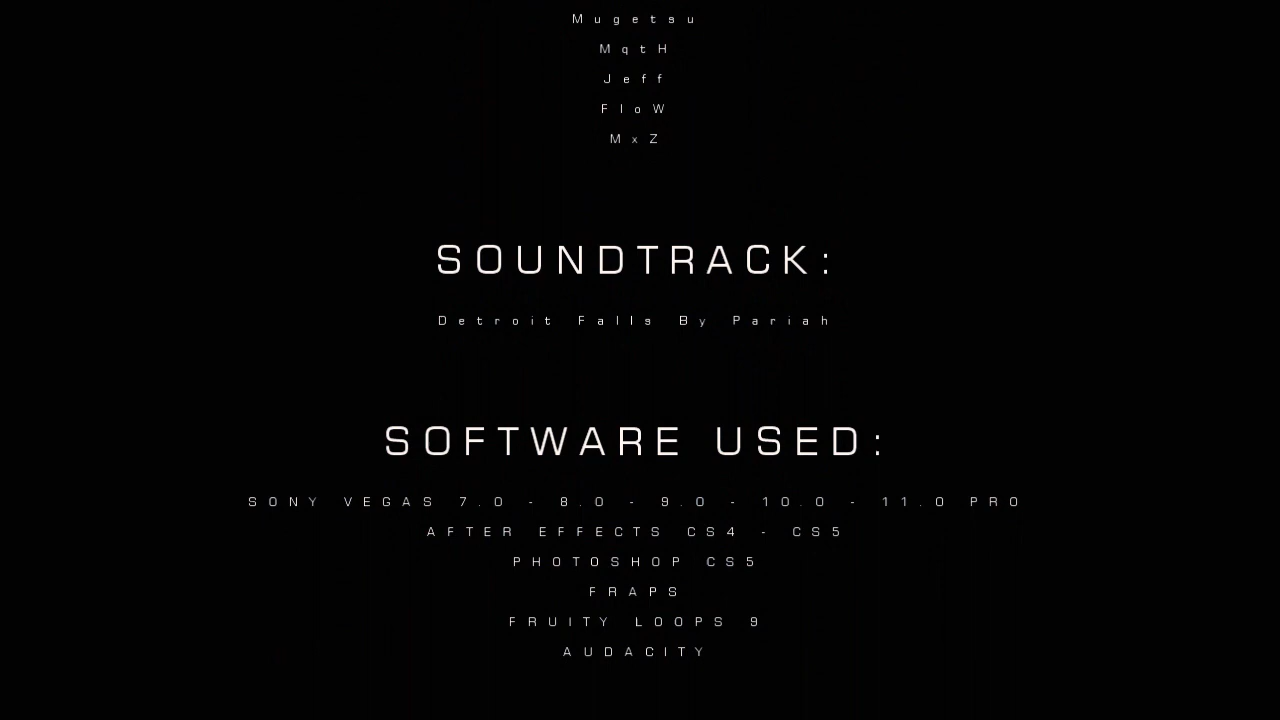 Mugetsu
MqtH
Jeff
FloW
MxZ
SOUNDTRACK:
Detroit Falls By Pariah
SOFTWARE USED:
SONY VEGAS 7.0 - 8.0 - 9.0 - 10.0 - 11.0 PRO
AFTER EFFECTS CS4 - CS5
PHOTOSHOP CS5
FRAPS
FRUITY LOOPS 9
AUDACITY